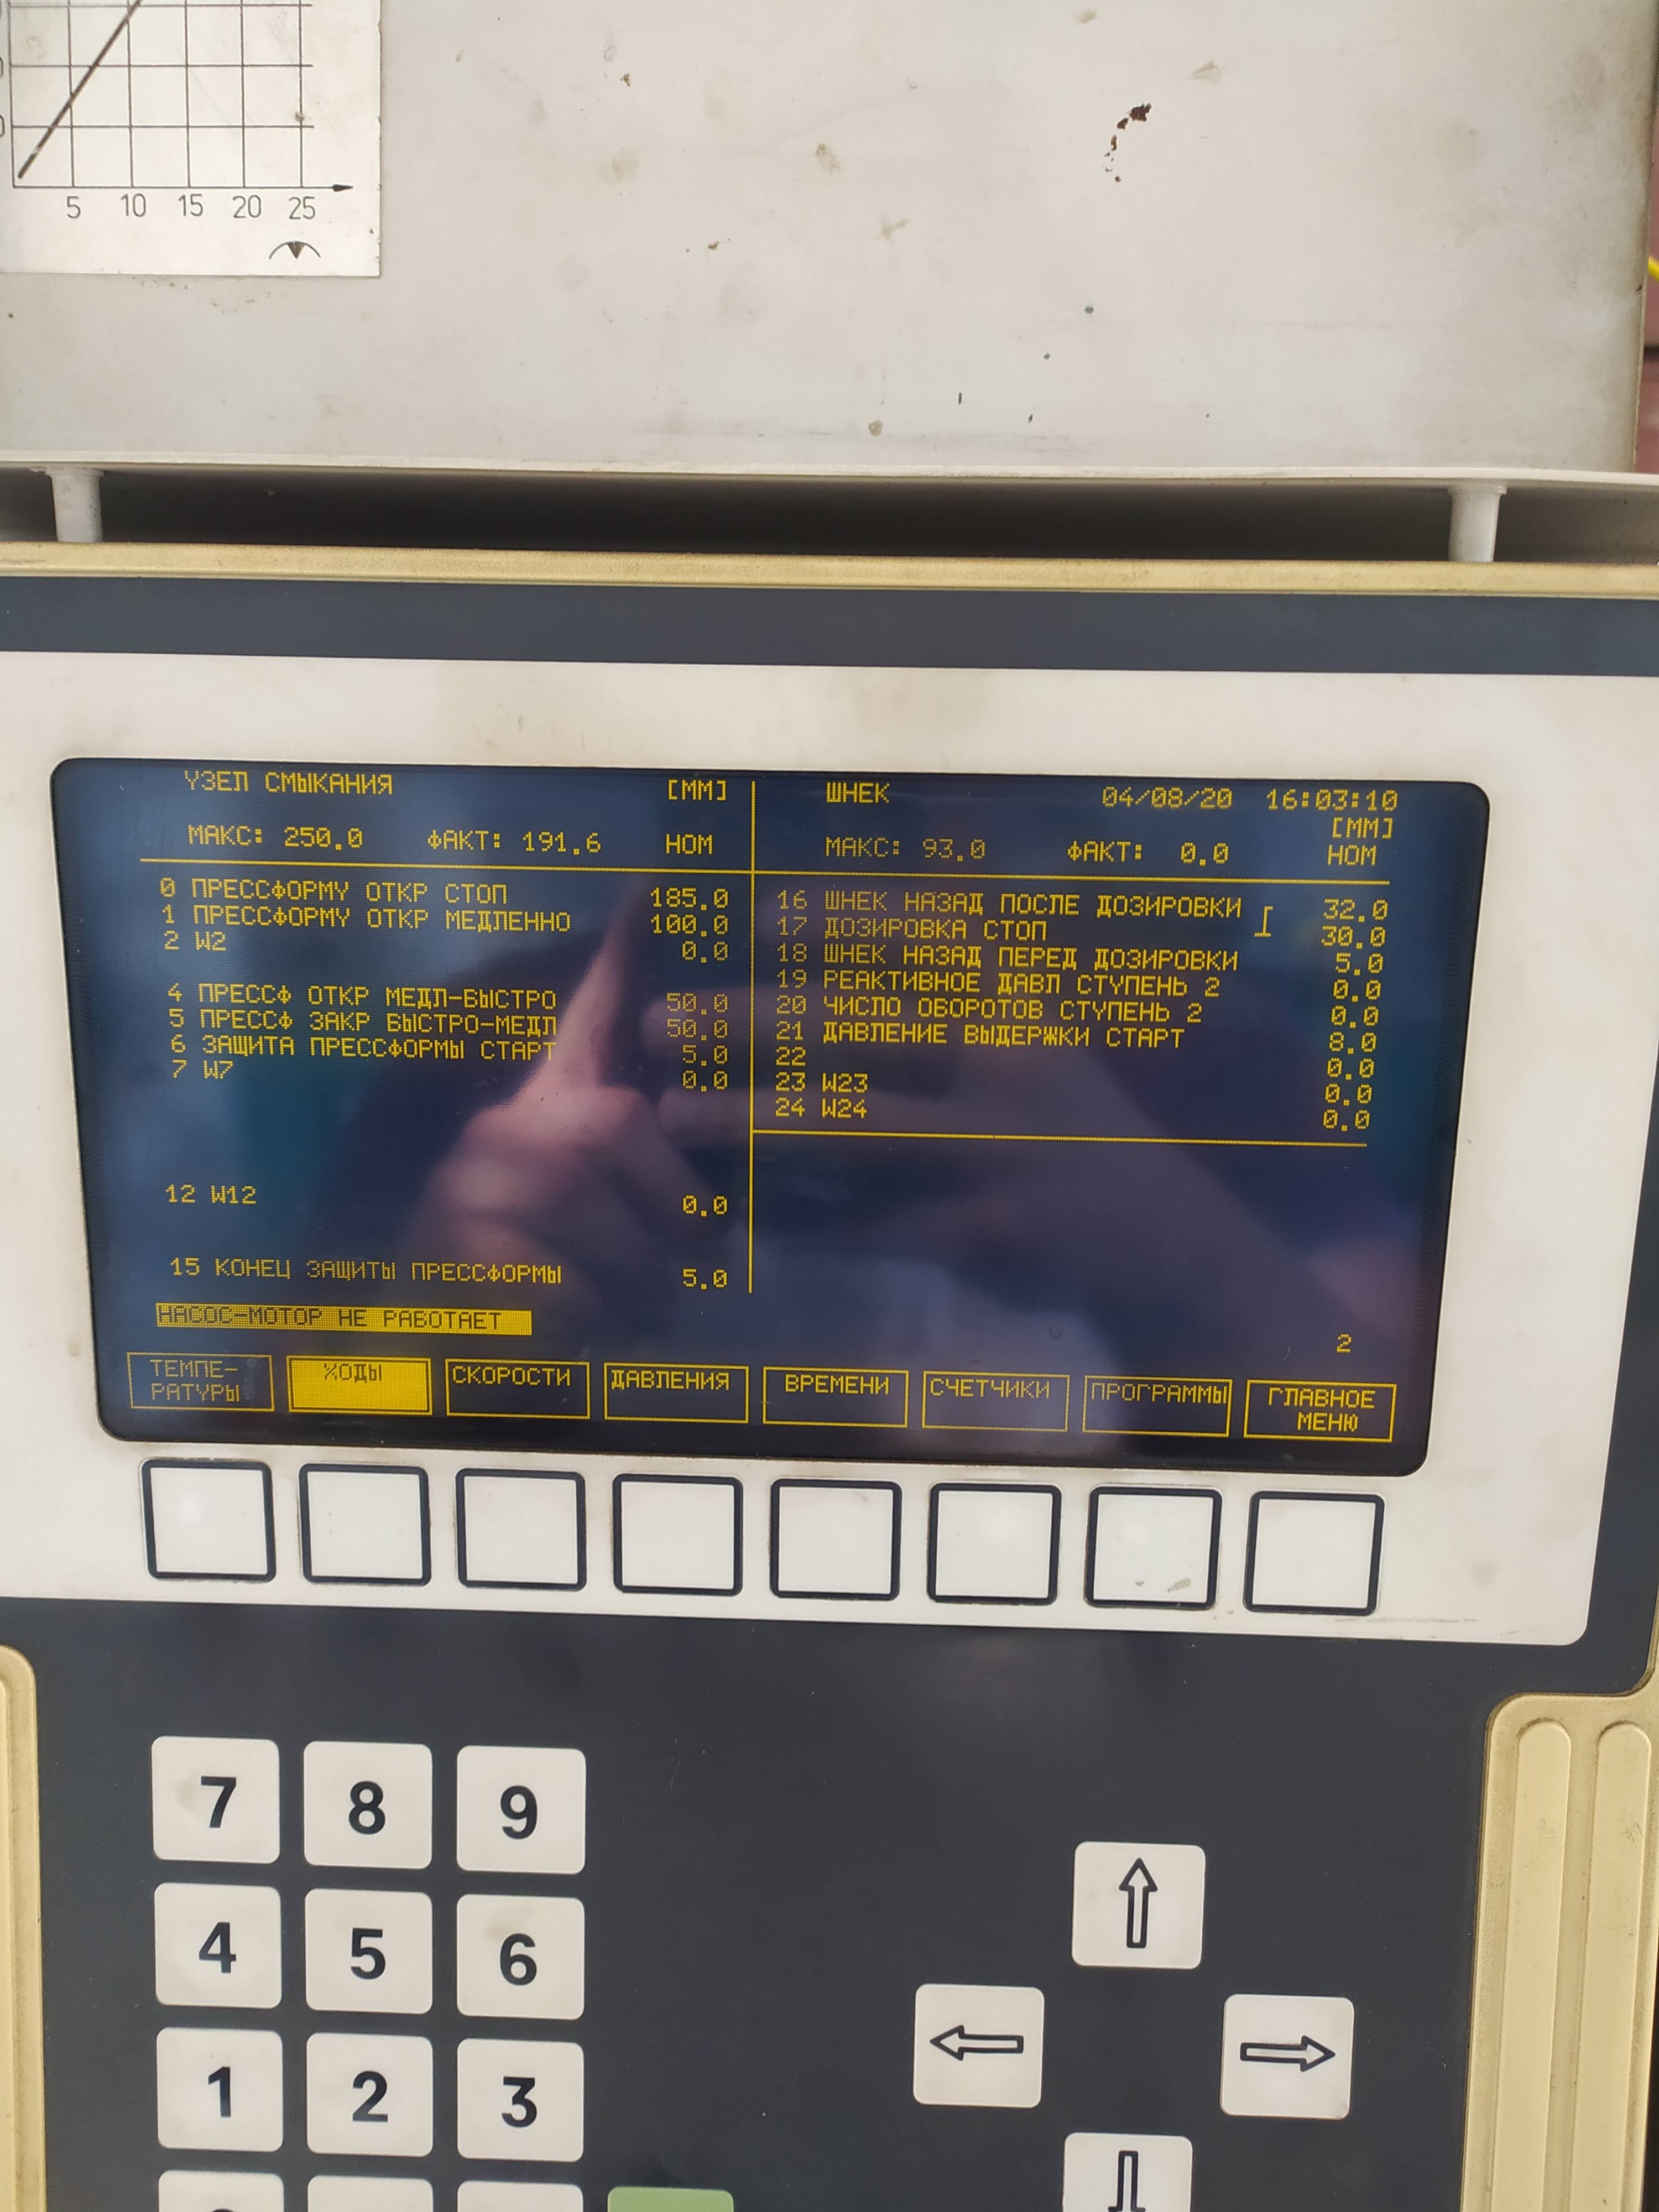 5 10 15 20 25
УЗЕЛ СМЫКАНИЯ [ММ]
МАКС: 250.0 ФАКТ: 191.6 НОМ
0 ПРЕССФОРМУ ОТКР СТОП 185.0
1 ПРЕССФОРМУ ОТКР МЕДЛЕННО 100.0
2 W2 0.0
4 ПРЕССФ ОТКР МЕДЛ-БЫСТРО 50.0
5 ПРЕССФ ЗАКР БЫСТРО-МЕДЛ 50.0
6 ЗАЩИТА ПРЕССФОРМЫ СТАРТ 5.0
7 W7 0.0
12 W12 0.0
15 КОНЕЦ ЗАЩИТЫ ПРЕССФОРМЫ 5.0
ШНЕК 04/08/20 16:03:10
[ММ]
МАКС: 93.0 ФАКТ: 0.0 НОМ
16 ШНЕК НАЗАД ПОСЛЕ ДОЗИРОВКИ 32.0
17 ДОЗИРОВКА СТОП 30.0
18 ШНЕК НАЗАД ПЕРЕД ДОЗИРОВКИ 5.0
19 РЕАКТИВНОЕ ДАВЛ СТУПЕНЬ 2 0.0
20 ЧИСЛО ОБОРОТОВ СТУПЕНЬ 2 0.0
21 ДАВЛЕНИЕ ВЫДЕРЖКИ СТАРТ 8.0
22 0.0
23 W23 0.0
24 W24 0.0
НАСОС-МОТОР НЕ РАБОТАЕТ
2
ТЕМПЕ-
РАТУРЫ
ХОДЫ
СКОРОСТИ
ДАВЛЕНИЯ
ВРЕМЕНИ
СЧЕТЧИКИ
ПРОГРАММЫ
ГЛАВНОЕ
МЕНЮ
7 8 9
4 5 6
1 2 3